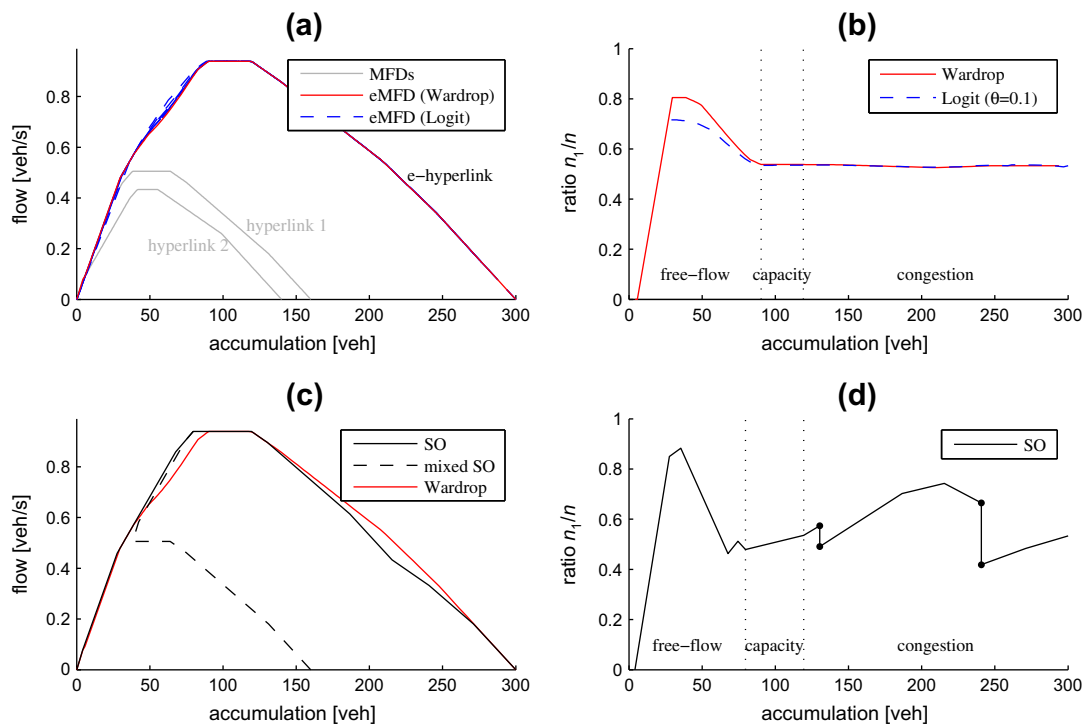 (a)
flow [veh/s]
0
0.2
0.4
0.6
0.8
MFDs
eMFD (Wardrop)
eMFD (Logit)
e-hyperlink
hyperlink 1
hyperlink 2
0 50 100 150 200 250 300
accumulation [veh]
(b)
ratio n1/n
0
0.2
0.4
0.6
0.8
1
Wardrop
Logit (θ=0.1)
free-flow capacity congestion
0 50 100 150 200 250 300
accumulation [veh]
(c)
flow [veh/s]
0
0.2
0.4
0.6
0.8
SO
mixed SO
Wardrop
0 50 100 150 200 250 300
accumulation [veh]
(d)
ratio n1/n
0
0.2
0.4
0.6
0.8
1
SO
free-flow capacity congestion
0 50 100 150 200 250 300
accumulation [veh]